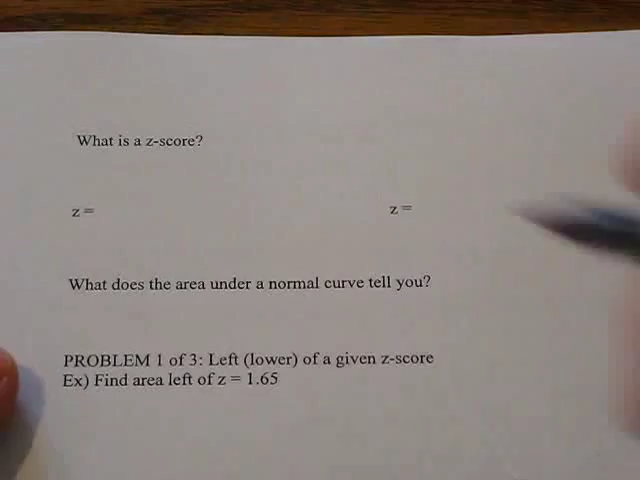 What is a z-score?
z =
z =
What does the area under a normal curve tell you?
PROBLEM 1 of 3: Left (lower) of a given z-score
Ex) Find area left of z = 1.65